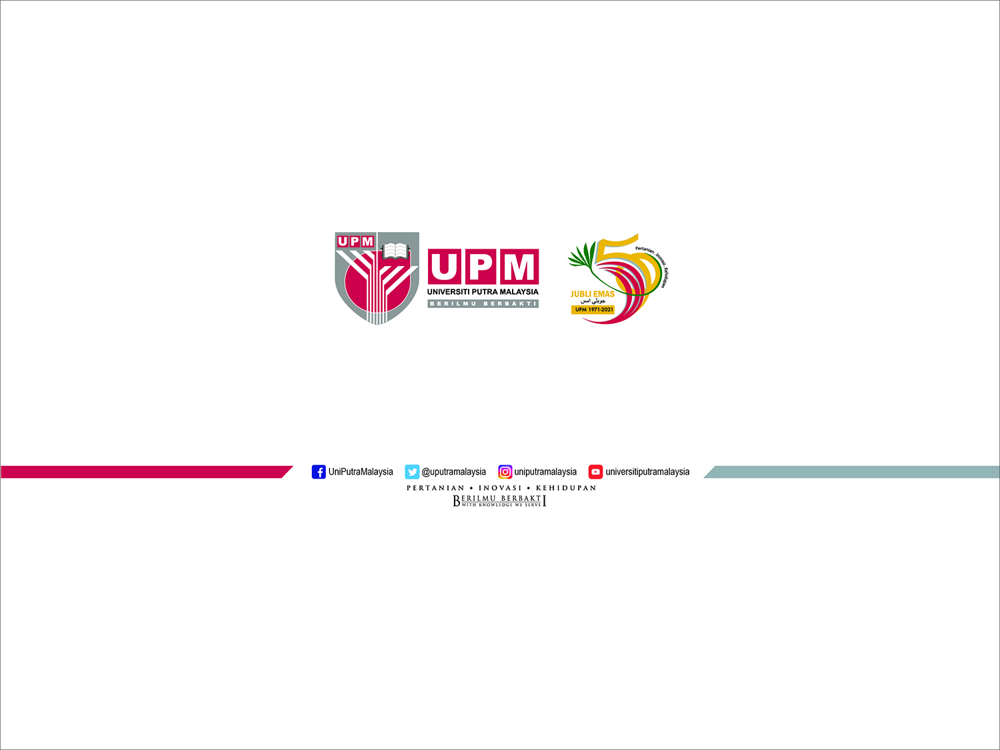 UPM
UPM
UNIVERSITI PUTRA MALAYSIA
BERILMU BERBAKTI
50
Pertanian . Inovasi . Kehidupan
JUBLI EMAS
جوبلي امس
UPM 1971-2021
UniPutraMalaysia @uputramalaysia uniputramalaysia universitiputramalaysia
PERTANIAN • INOVASI • KEHIDUPAN
BERILMU BERBAKTI
WITH KNOWLEDGE WE SERVE